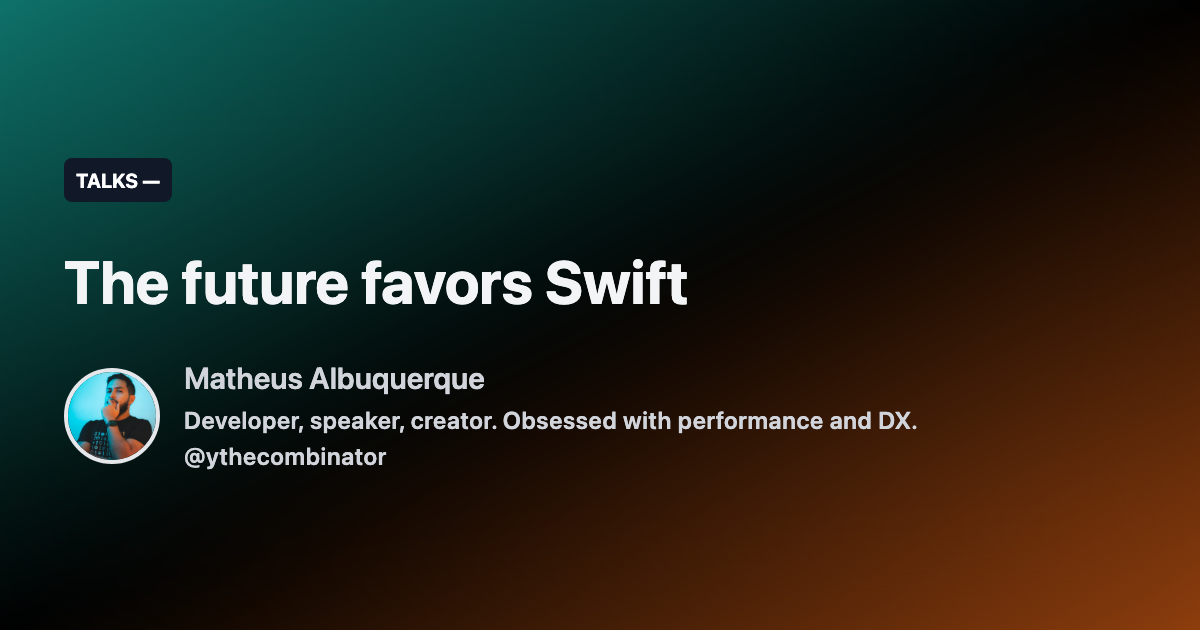 TALKS —
The future favors Swift
Matheus Albuquerque
Developer, speaker, creator. Obsessed with performance and DX.
@ythecombinator